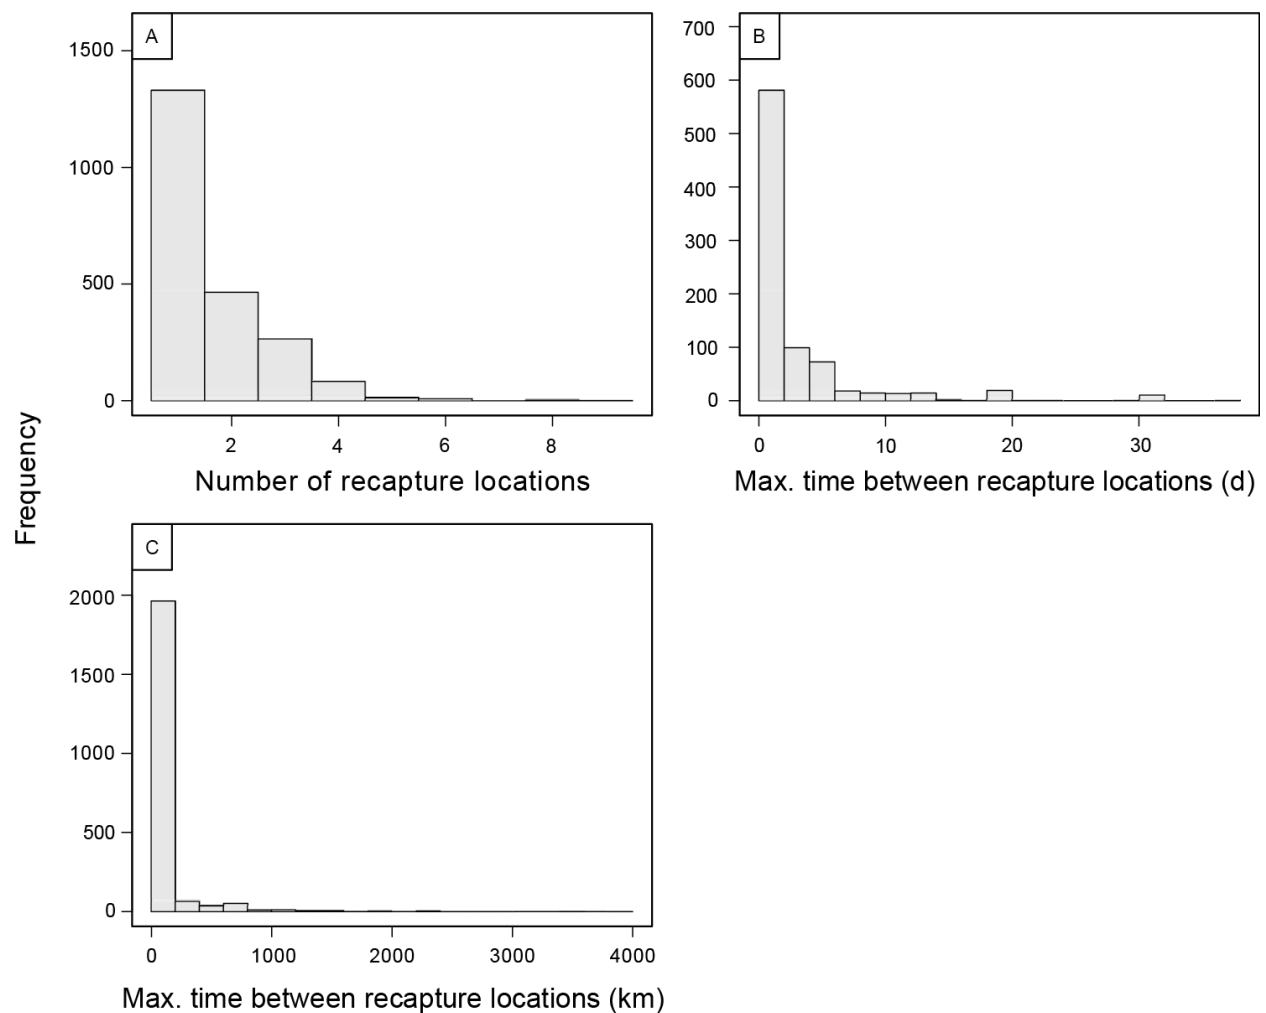 A
1500
1000
500
0
2 4 6 8
Number of recapture locations
B
700
600
500
400
300
200
100
0
0 10 20 30
Max. time between recapture locations (d)
Frequency
C
2000
1500
1000
500
0
0 1000 2000 3000 4000
Max. time between recapture locations (km)